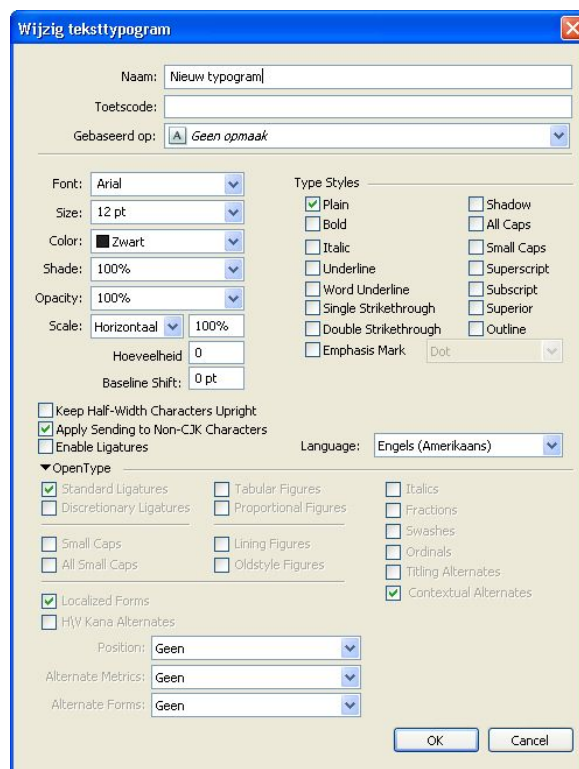 Wijzig teksttypogram
Naam: Nieuw typogram
Toetscode:
Gebaseerd op: A Geen opmaak
Font: Arial
Size: 12 pt
Color: Zwart
Shade: 100%
Opacity: 100%
Scale: Horizontaal 100%
Hoeveelheid 0
Baseline Shift: 0 pt
Type Styles
Plain Shadow
Bold All Caps
Italic Small Caps
Underline Superscript
Word Underline Subscript
Single Strikethrough Superior
Double Strikethrough Outline
Emphasis Mark Dot
Keep Half-Width Characters Upright
Apply Sending to Non-CJK Characters
Enable Ligatures
Language: Engels (Amerikaans)
OpenType
Standard Ligatures Tabular Figures Italics
Discretionary Ligatures Proportional Figures Fractions
Swashes
Small Caps Lining Figures Ordinals
All Small Caps Oldstyle Figures Titling Alternates
Localized Forms Contextual Alternates
H\V Kana Alternates
Position: Geen
Alternate Metrics: Geen
Alternate Forms: Geen
OK Cancel